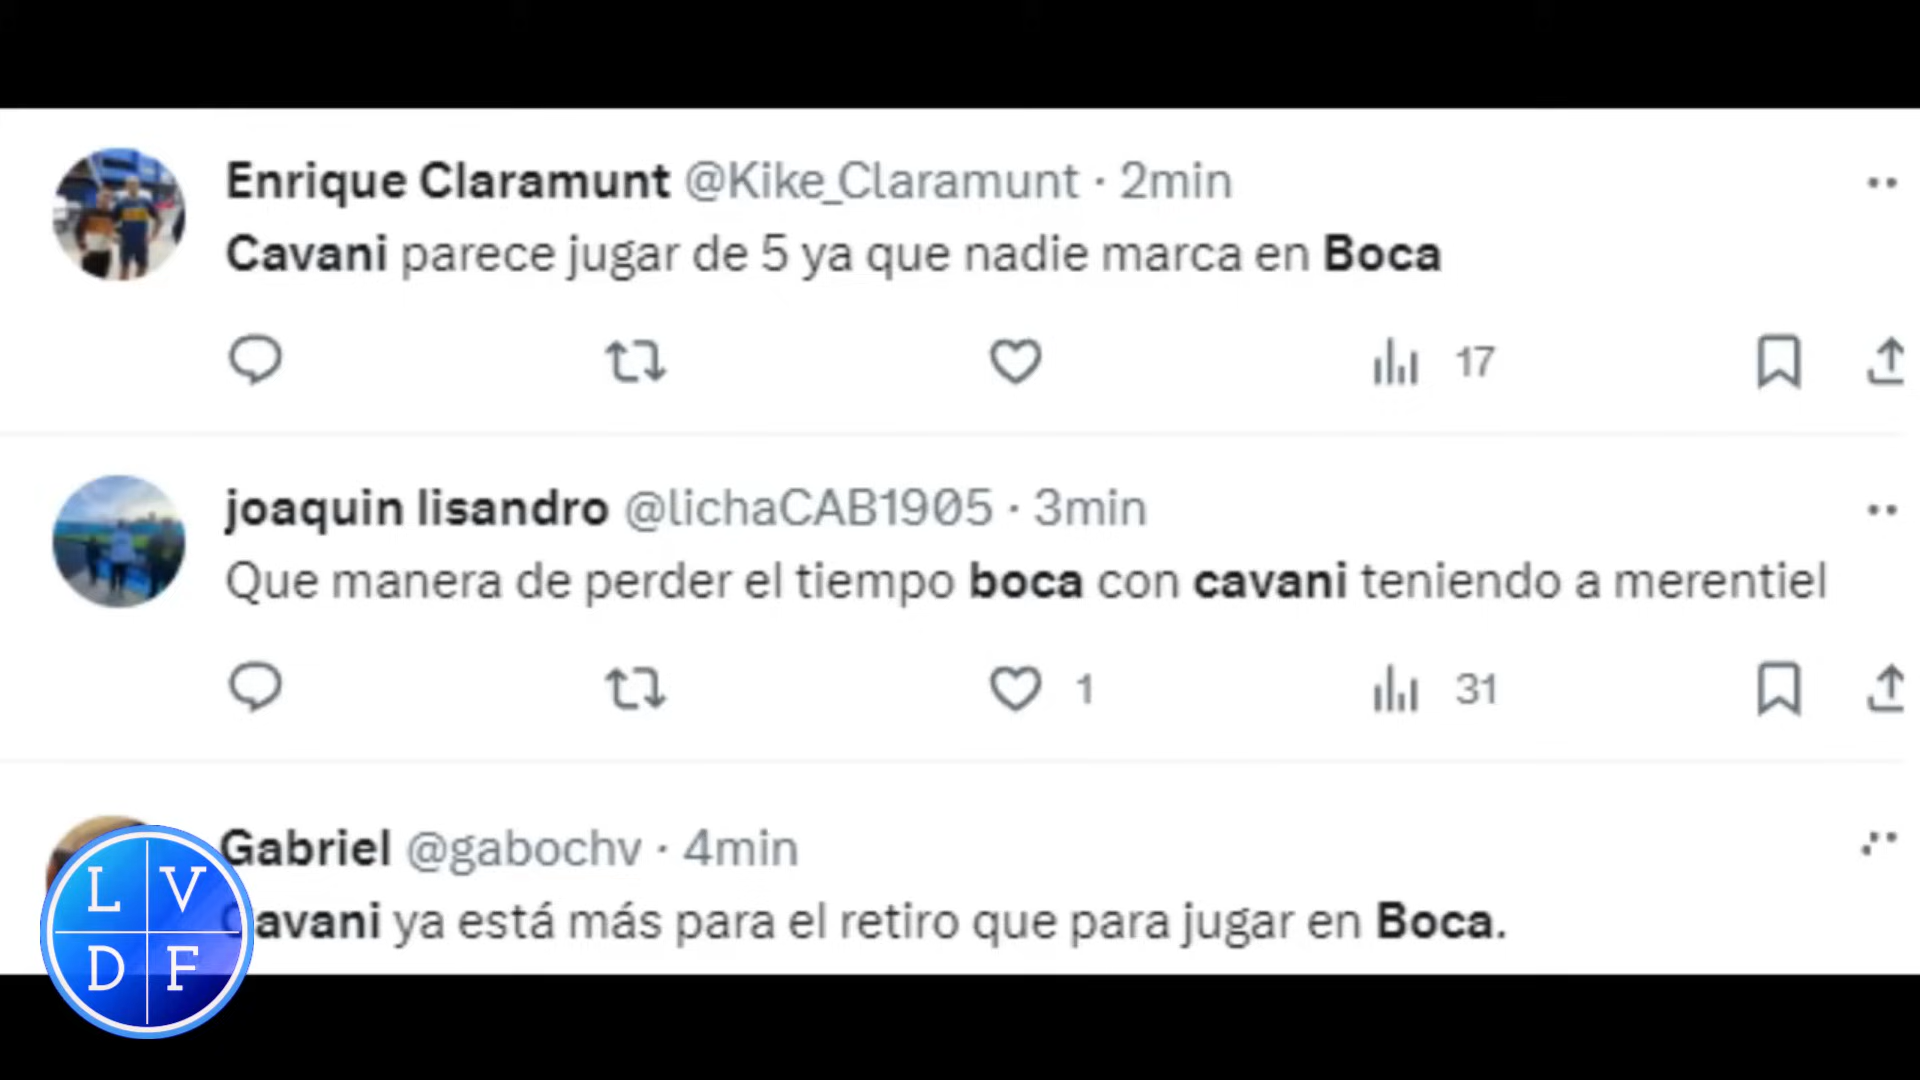 Enrique Claramunt @Kike_Claramunt · 2min
Cavani parece jugar de 5 ya que nadie marca en Boca
17
joaquin lisandro @lichaCAB1905 · 3min
Que manera de perder el tiempo boca con cavani teniendo a merentiel
1 31
Gabriel @gabochv · 4min
Cavani ya está más para el retiro que para jugar en Boca.
L V
D F